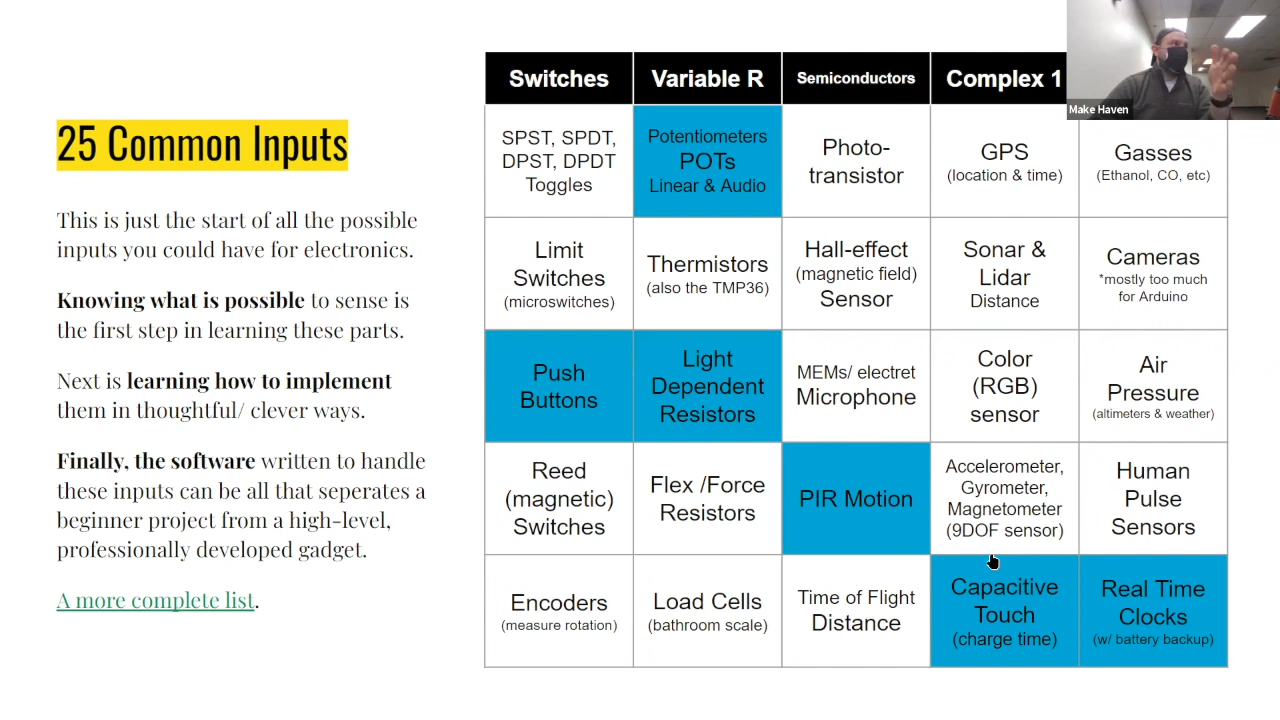 25 Common Inputs
This is just the start of all the possible
inputs you could have for electronics.
Knowing what is possible to sense is
the first step in learning these parts.
Next is learning how to implement
them in thoughtful/ clever ways.
Finally, the software written to handle
these inputs can be all that seperates a
beginner project from a high-level,
professionally developed gadget.
A more complete list.
Switches
Variable R
Semiconductors
Complex 1
Make Haven
SPST, SPDT,
DPST, DPDT
Toggles
Potentiometers
POTs
Linear & Audio
Photo-
transistor
GPS
(location & time)
Gasses
(Ethanol, CO, etc)
Limit
Switches
(microswitches)
Thermistors
(also the TMP36)
Hall-effect
(magnetic field)
Sensor
Sonar &
Lidar
Distance
Cameras
*mostly too much
for Arduino
Push
Buttons
Light
Dependent
Resistors
MEMs/ electret
Microphone
Color
(RGB)
sensor
Air
Pressure
(altimeters & weather)
Reed
(magnetic)
Switches
Flex /Force
Resistors
PIR Motion
Accelerometer,
Gyrometer,
Magnetometer
(9DOF sensor)
Human
Pulse
Sensors
Encoders
(measure rotation)
Load Cells
(bathroom scale)
Time of Flight
Distance
Capacitive
Touch
(charge time)
Real Time
Clocks
(w/ battery backup)